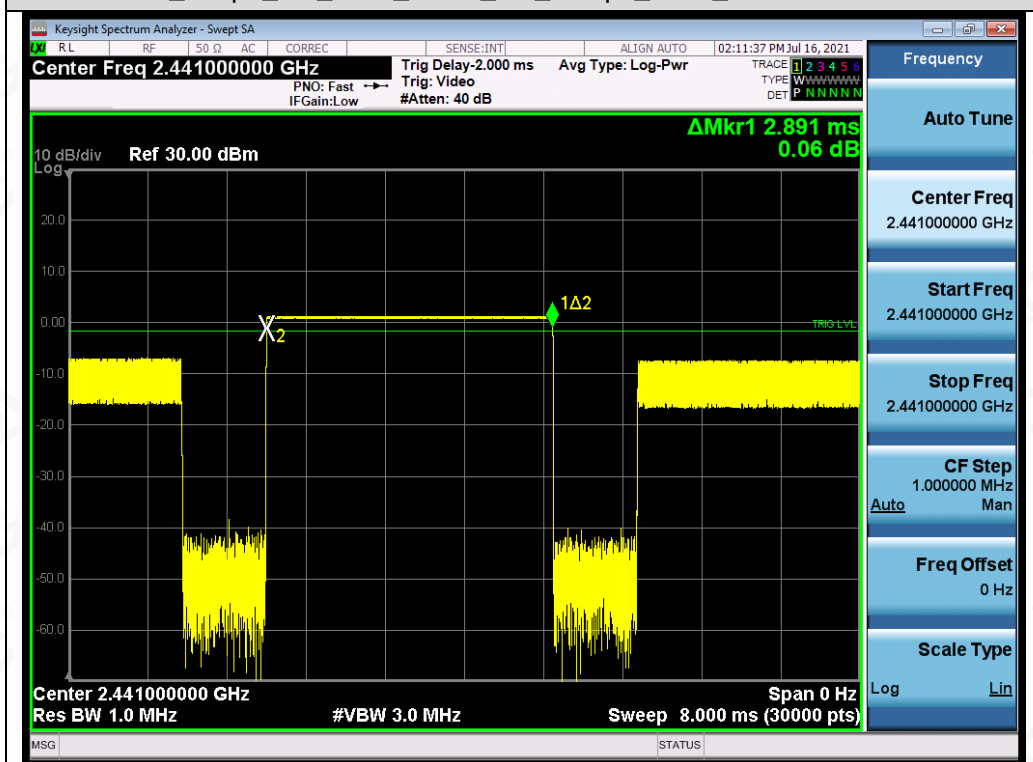 Keysight Spectrum Analyzer - Swept SA
LXI RL RF 50 Ω AC CORREC SENSE:INT ALIGN AUTO 02:11:37 PM Jul 16, 2021
Center Freq 2.441000000 GHz
PNO: Fast
IFGain:Low
Trig Delay-2.000 ms
Trig: Video
#Atten: 40 dB
Avg Type: Log-Pwr
TRACE 1 2 3 4 5 6
TYPE WWWWWW
DET P N N N N N
ΔMkr1 2.891 ms
0.06 dB
10 dB/div Ref 30.00 dBm
Log
20.0
10.0
0.00
-10.0
-20.0
-30.0
-40.0
-50.0
-60.0
1Δ2
X2
TRIG LVL
Center 2.441000000 GHz Span 0 Hz
Res BW 1.0 MHz #VBW 3.0 MHz Sweep 8.000 ms (30000 pts)
MSG STATUS
Frequency
Auto Tune
Center Freq
2.441000000 GHz
Start Freq
2.441000000 GHz
Stop Freq
2.441000000 GHz
CF Step
1.000000 MHz
Auto Man
Freq Offset
0 Hz
Scale Type
Log Lin